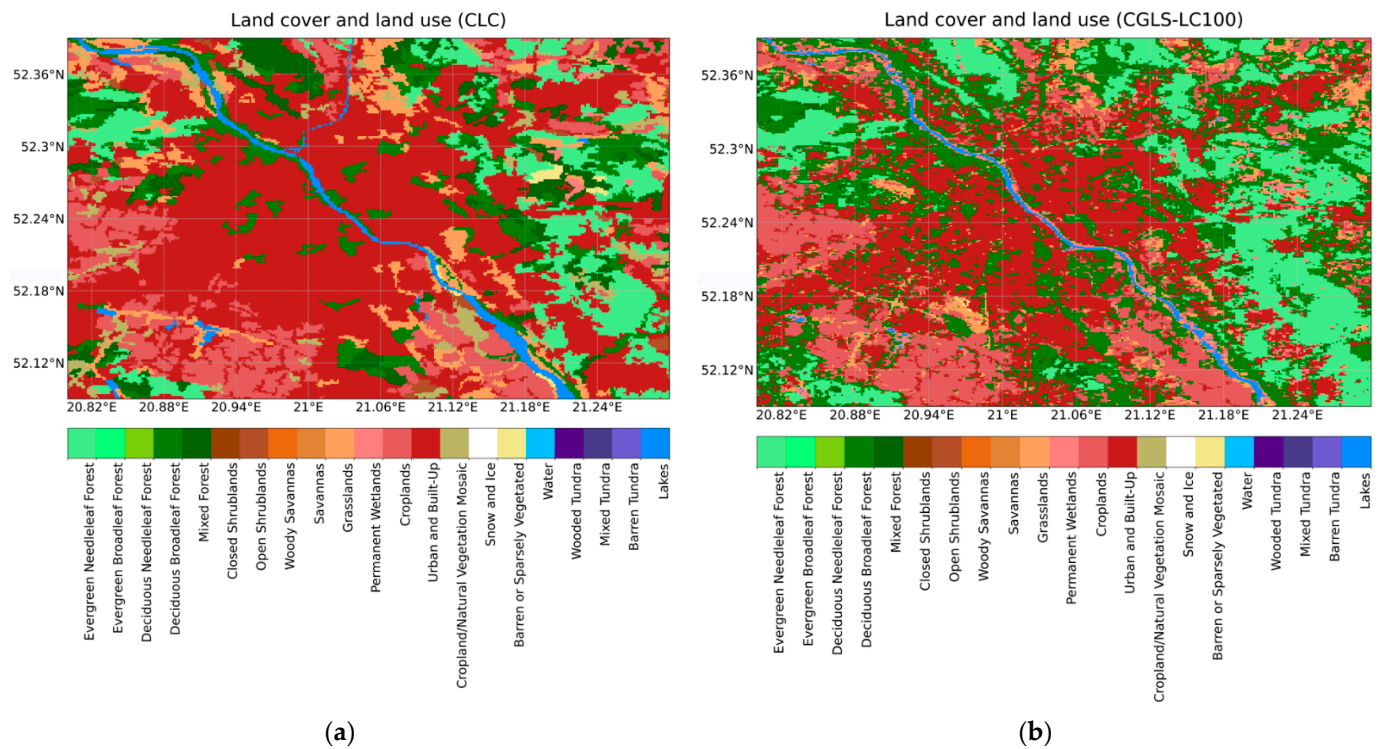 Land cover and land use (CLC)
52.36°N
52.3°N
52.24°N
52.18°N
52.12°N
20.82°E 20.88°E 20.94°E 21°E 21.06°E 21.12°E 21.18°E 21.24°E
Evergreen Needleleaf Forest
Evergreen Broadleaf Forest
Deciduous Needleleaf Forest
Deciduous Broadleaf Forest
Mixed Forest
Closed Shrublands
Open Shrublands
Woody Savannas
Savannas
Grasslands
Permanent Wetlands
Croplands
Urban and Built-Up
Cropland/Natural Vegetation Mosaic
Snow and Ice
Barren or Sparsely Vegetated
Water
Wooded Tundra
Mixed Tundra
Barren Tundra
Lakes
(a)
Land cover and land use (CGLS-LC100)
52.36°N
52.3°N
52.24°N
52.18°N
52.12°N
20.82°E 20.88°E 20.94°E 21°E 21.06°E 21.12°E 21.18°E 21.24°E
Evergreen Needleleaf Forest
Evergreen Broadleaf Forest
Deciduous Needleleaf Forest
Deciduous Broadleaf Forest
Mixed Forest
Closed Shrublands
Open Shrublands
Woody Savannas
Savannas
Grasslands
Permanent Wetlands
Croplands
Urban and Built-Up
Cropland/Natural Vegetation Mosaic
Snow and Ice
Barren or Sparsely Vegetated
Water
Wooded Tundra
Mixed Tundra
Barren Tundra
Lakes
(b)